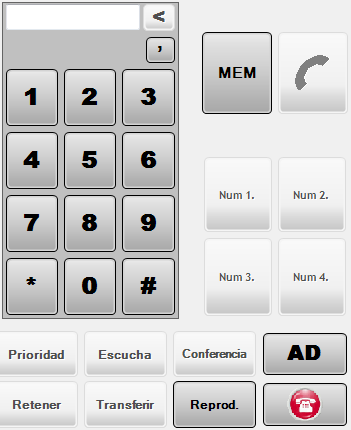 <
,
MEM
1 2 3
4 5 6
Num 1. Num 2.
7 8 9
Num 3. Num 4.
* 0 #
Prioridad Escucha Conferencia AD
Retener Transferir Reprod.